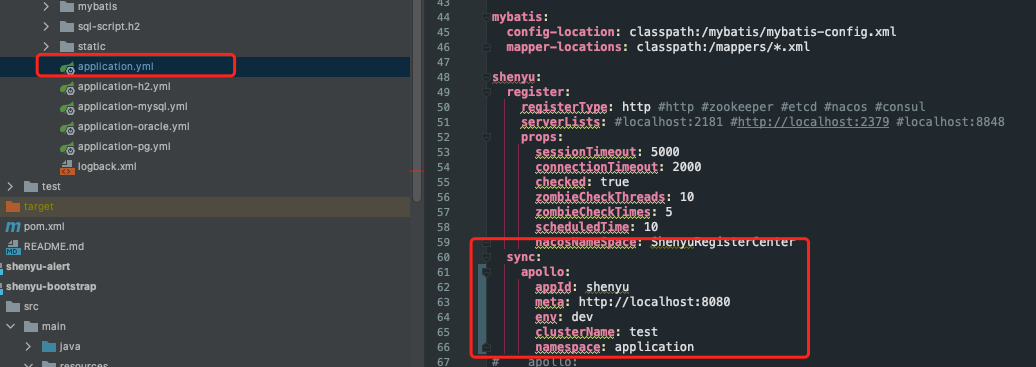 mybatis
sql-script.h2
static
application.yml
application-h2.yml
application-mysql.yml
application-oracle.yml
application-pg.yml
logback.xml
test
target
pom.xml
README.md
shenyu-alert
shenyu-bootstrap
src
main
java
resources
43
44 mybatis:
45 config-location: classpath:/mybatis/mybatis-config.xml
46 mapper-locations: classpath:/mappers/*.xml
47
48 shenyu:
49 register:
50 registerType: http #http #zookeeper #etcd #nacos #consul
51 serverLists: #localhost:2181 #http://localhost:2379 #localhost:8848
52 props:
53 sessionTimeout: 5000
54 connectionTimeout: 2000
55 checked: true
56 zombieCheckThreads: 10
57 zombieCheckTimes: 5
58 scheduledTime: 10
59 nacosNameSpace: ShenyuRegisterCenter
60 sync:
61 apollo:
62 appId: shenyu
63 meta: http://localhost:8080
64 env: dev
65 clusterName: test
66 namespace: application
67 # apollo: